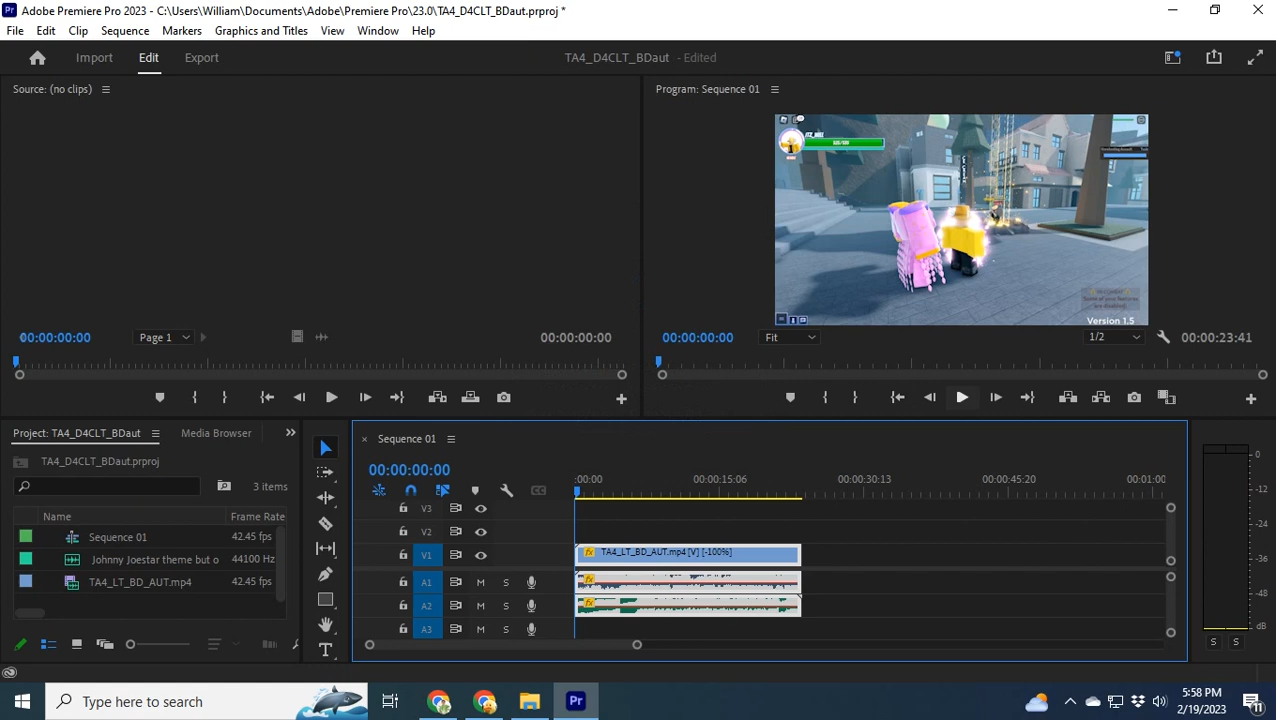 Adobe Premiere Pro 2023 - C:\Users\William\Documents\Adobe\Premiere Pro\23.0\TA4_D4CLT_BDaut.prproj *
File Edit Clip Sequence Markers Graphics and Titles View Window Help
Import Edit Export TA4_D4CLT_BDaut - Edited
Source: (no clips)
Program: Sequence 01
Version 1.5
00:00:00:00 Page 1 00:00:00:00
00:00:00:00 Fit 1/2 00:00:23:41
Project: TA4_D4CLT_BDaut Media Browser
TA4_D4CLT_BDaut.prproj
3 items
Name Frame Rate
Sequence 01 42.45 fps
Johnny Joestar theme but o 44100 Hz
TA4_LT_BD_AUT.mp4 42.45 fps
Sequence 01
00:00:00:00
:00:00 00:00:15:06 00:00:30:13 00:00:45:20 00:01:00
V3
V2
V1 fx TA4_LT_BD_AUT.mp4 [V] [-100%]
A1 M S fx
A2 M S fx
A3 M S
0
-12
-24
-36
-48
dB
S S
Type here to search
5:58 PM
2/19/2023
11